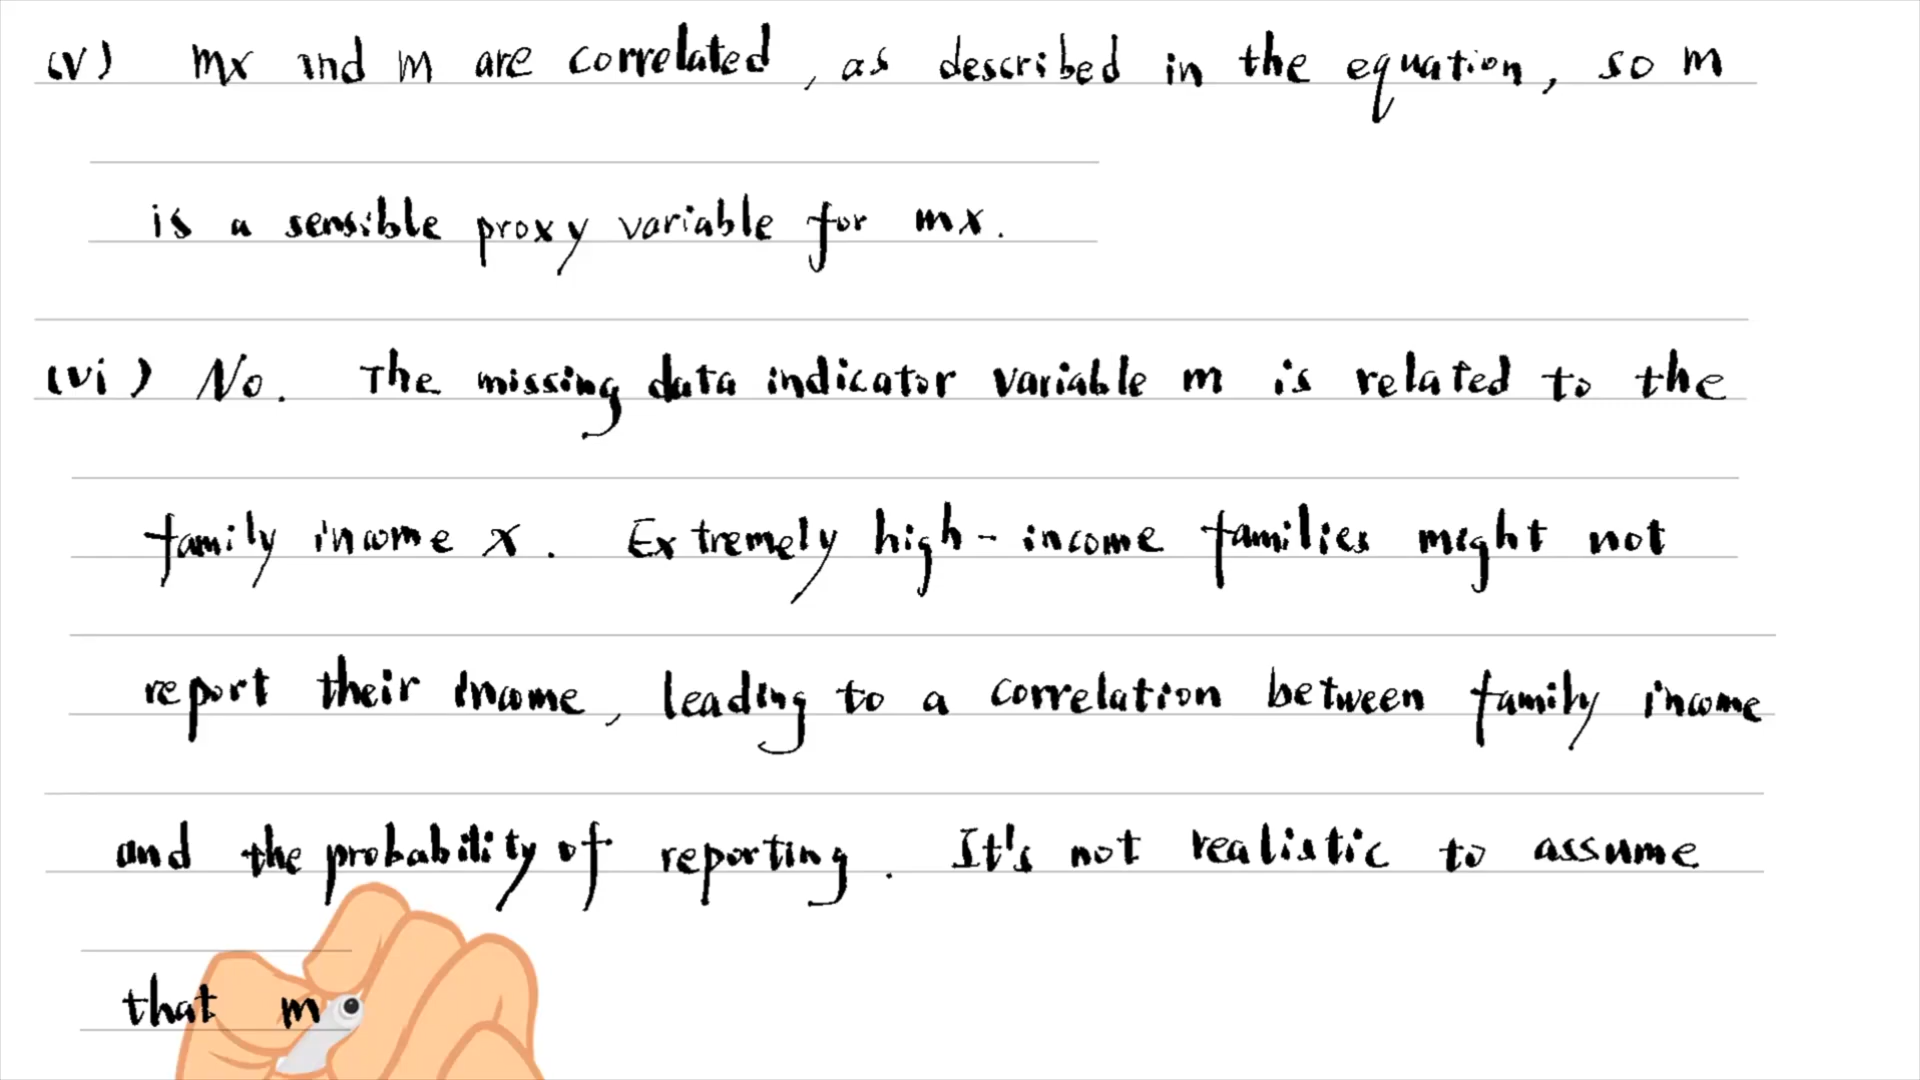 (v) mx and m are correlated, as described in the equation, so m
is a sensible proxy variable for mx.
(vi) No. The missing data indicator variable m is related to the
family income x. Extremely high-income families might not
report their income, leading to a correlation between family income
and the probability of reporting. It's not realistic to assume
that m